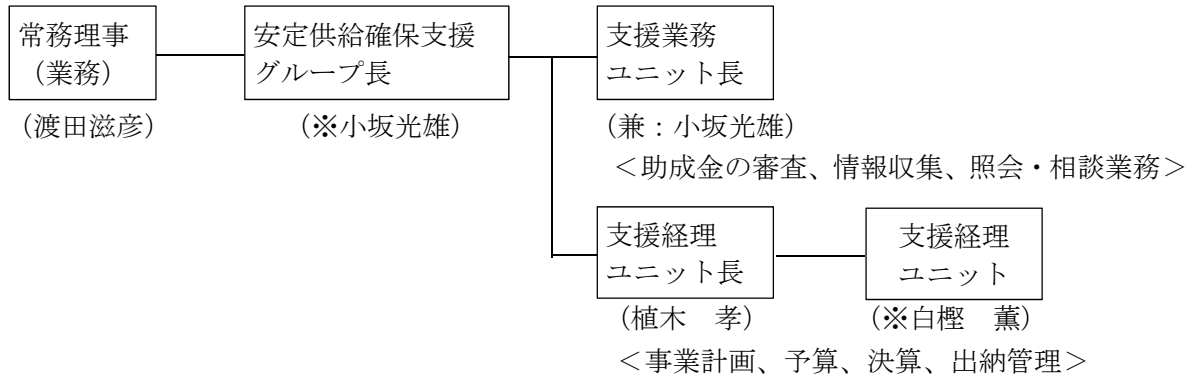 常務理事
（業務）
（渡田滋彦）
安定供給確保支援
グループ長
（※小坂光雄）
支援業務
ユニット長
（兼：小坂光雄）
＜助成金の審査、情報収集、照会・相談業務＞
支援経理
ユニット長
（植木　孝）
支援経理
ユニット
（※白樫　薫）
＜事業計画、予算、決算、出納管理＞